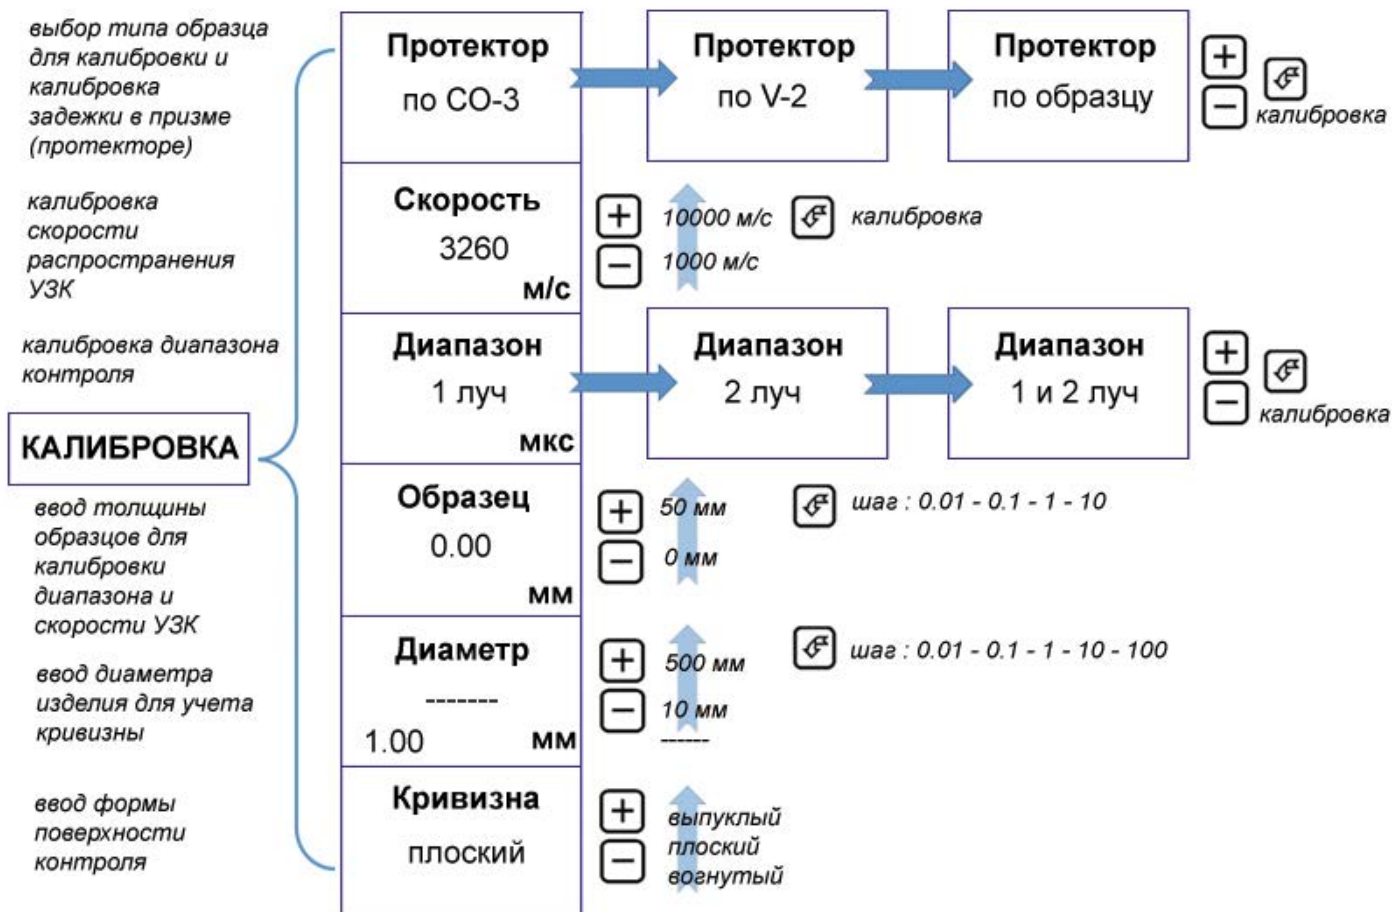 выбор типа образца
для калибровки и
калибровка
задежки в призме
(протекторе)
Протектор
по СО-3
Протектор
по V-2
Протектор
по образцу
+
−
калибровка
калибровка
скорости
распространения
УЗК
Скорость
3260
м/с
+
10000 м/с
калибровка
−
1000 м/с
калибровка диапазона
контроля
Диапазон
1 луч
мкс
Диапазон
2 луч
Диапазон
1 и 2 луч
+
−
калибровка
КАЛИБРОВКА
ввод толщины
образцов для
калибровки
диапазона и
скорости УЗК
Образец
0.00
мм
+
50 мм
шаг : 0.01 - 0.1 - 1 - 10
−
0 мм
ввод диаметра
изделия для учета
кривизны
Диаметр
-------
1.00 мм
+
500 мм
шаг : 0.01 - 0.1 - 1 - 10 - 100
−
10 мм
------
ввод формы
поверхности
контроля
Кривизна
плоский
+
−
выпуклый
плоский
вогнутый